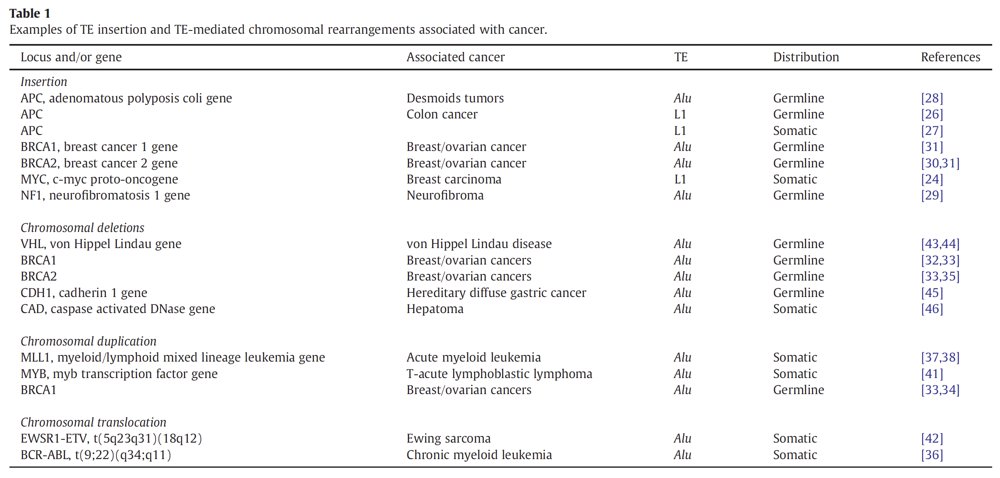 Table 1
Examples of TE insertion and TE-mediated chromosomal rearrangements associated with cancer.
Locus and/or gene Associated cancer TE Distribution References
Insertion
APC, adenomatous polyposis coli gene Desmoids tumors Alu Germline [28]
APC Colon cancer L1 Germline [26]
APC L1 Somatic [27]
BRCA1, breast cancer 1 gene Breast/ovarian cancer Alu Germline [31]
BRCA2, breast cancer 2 gene Breast/ovarian cancer Alu Germline [30,31]
MYC, c-myc proto-oncogene Breast carcinoma L1 Somatic [24]
NF1, neurofibromatosis 1 gene Neurofibroma Alu Germline [29]
Chromosomal deletions
VHL, von Hippel Lindau gene von Hippel Lindau disease Alu Germline [43,44]
BRCA1 Breast/ovarian cancers Alu Germline [32,33]
BRCA2 Breast/ovarian cancers Alu Germline [33,35]
CDH1, cadherin 1 gene Hereditary diffuse gastric cancer Alu Germline [45]
CAD, caspase activated DNase gene Hepatoma Alu Somatic [46]
Chromosomal duplication
MLL1, myeloid/lymphoid mixed lineage leukemia gene Acute myeloid leukemia Alu Somatic [37,38]
MYB, myb transcription factor gene T-acute lymphoblastic lymphoma Alu Somatic [41]
BRCA1 Breast/ovarian cancers Alu Germline [33,34]
Chromosomal translocation
EWSR1-ETV, t(5q23q31)(18q12) Ewing sarcoma Alu Somatic [42]
BCR-ABL, t(9;22)(q34;q11) Chronic myeloid leukemia Alu Somatic [36]